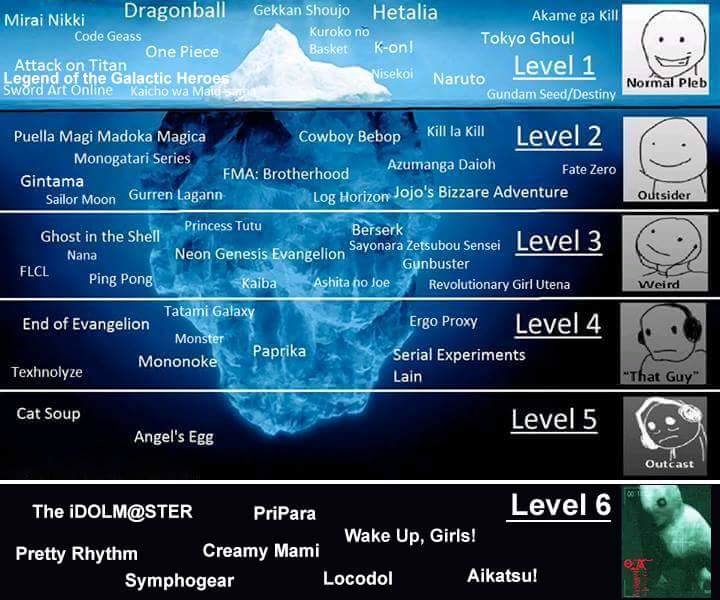 Mirai Nikki
Dragonball
Gekkan Shoujo
Hetalia
Akame ga Kill
Code Geass
Kuroko no
Basket
K-on!
Tokyo Ghoul
One Piece
Attack on Titan
Level 1
Legend of the Galactic Heroes
Nisekoi
Naruto
Sword Art Online
Kaicho wa Maid-sama
Gundam Seed/Destiny
Normal Pleb
Puella Magi Madoka Magica
Cowboy Bebop
Kill la Kill
Level 2
Monogatari Series
Azumanga Daioh
Fate Zero
Gintama
FMA: Brotherhood
Sailor Moon
Gurren Lagann
Log Horizon
Jojo's Bizzare Adventure
Outsider
Ghost in the Shell
Princess Tutu
Berserk
Sayonara Zetsubou Sensei
Level 3
Nana
Neon Genesis Evangelion
Gunbuster
FLCL
Ping Pong
Kaiba
Ashita no Joe
Revolutionary Girl Utena
Weird
Tatami Galaxy
End of Evangelion
Ergo Proxy
Level 4
Monster
Mononoke
Paprika
Serial Experiments
Lain
Texhnolyze
"That Guy"
Cat Soup
Level 5
Angel's Egg
Outcast
The iDOLM@STER
PriPara
Level 6
Wake Up, Girls!
Pretty Rhythm
Creamy Mami
Symphogear
Locodol
Aikatsu!